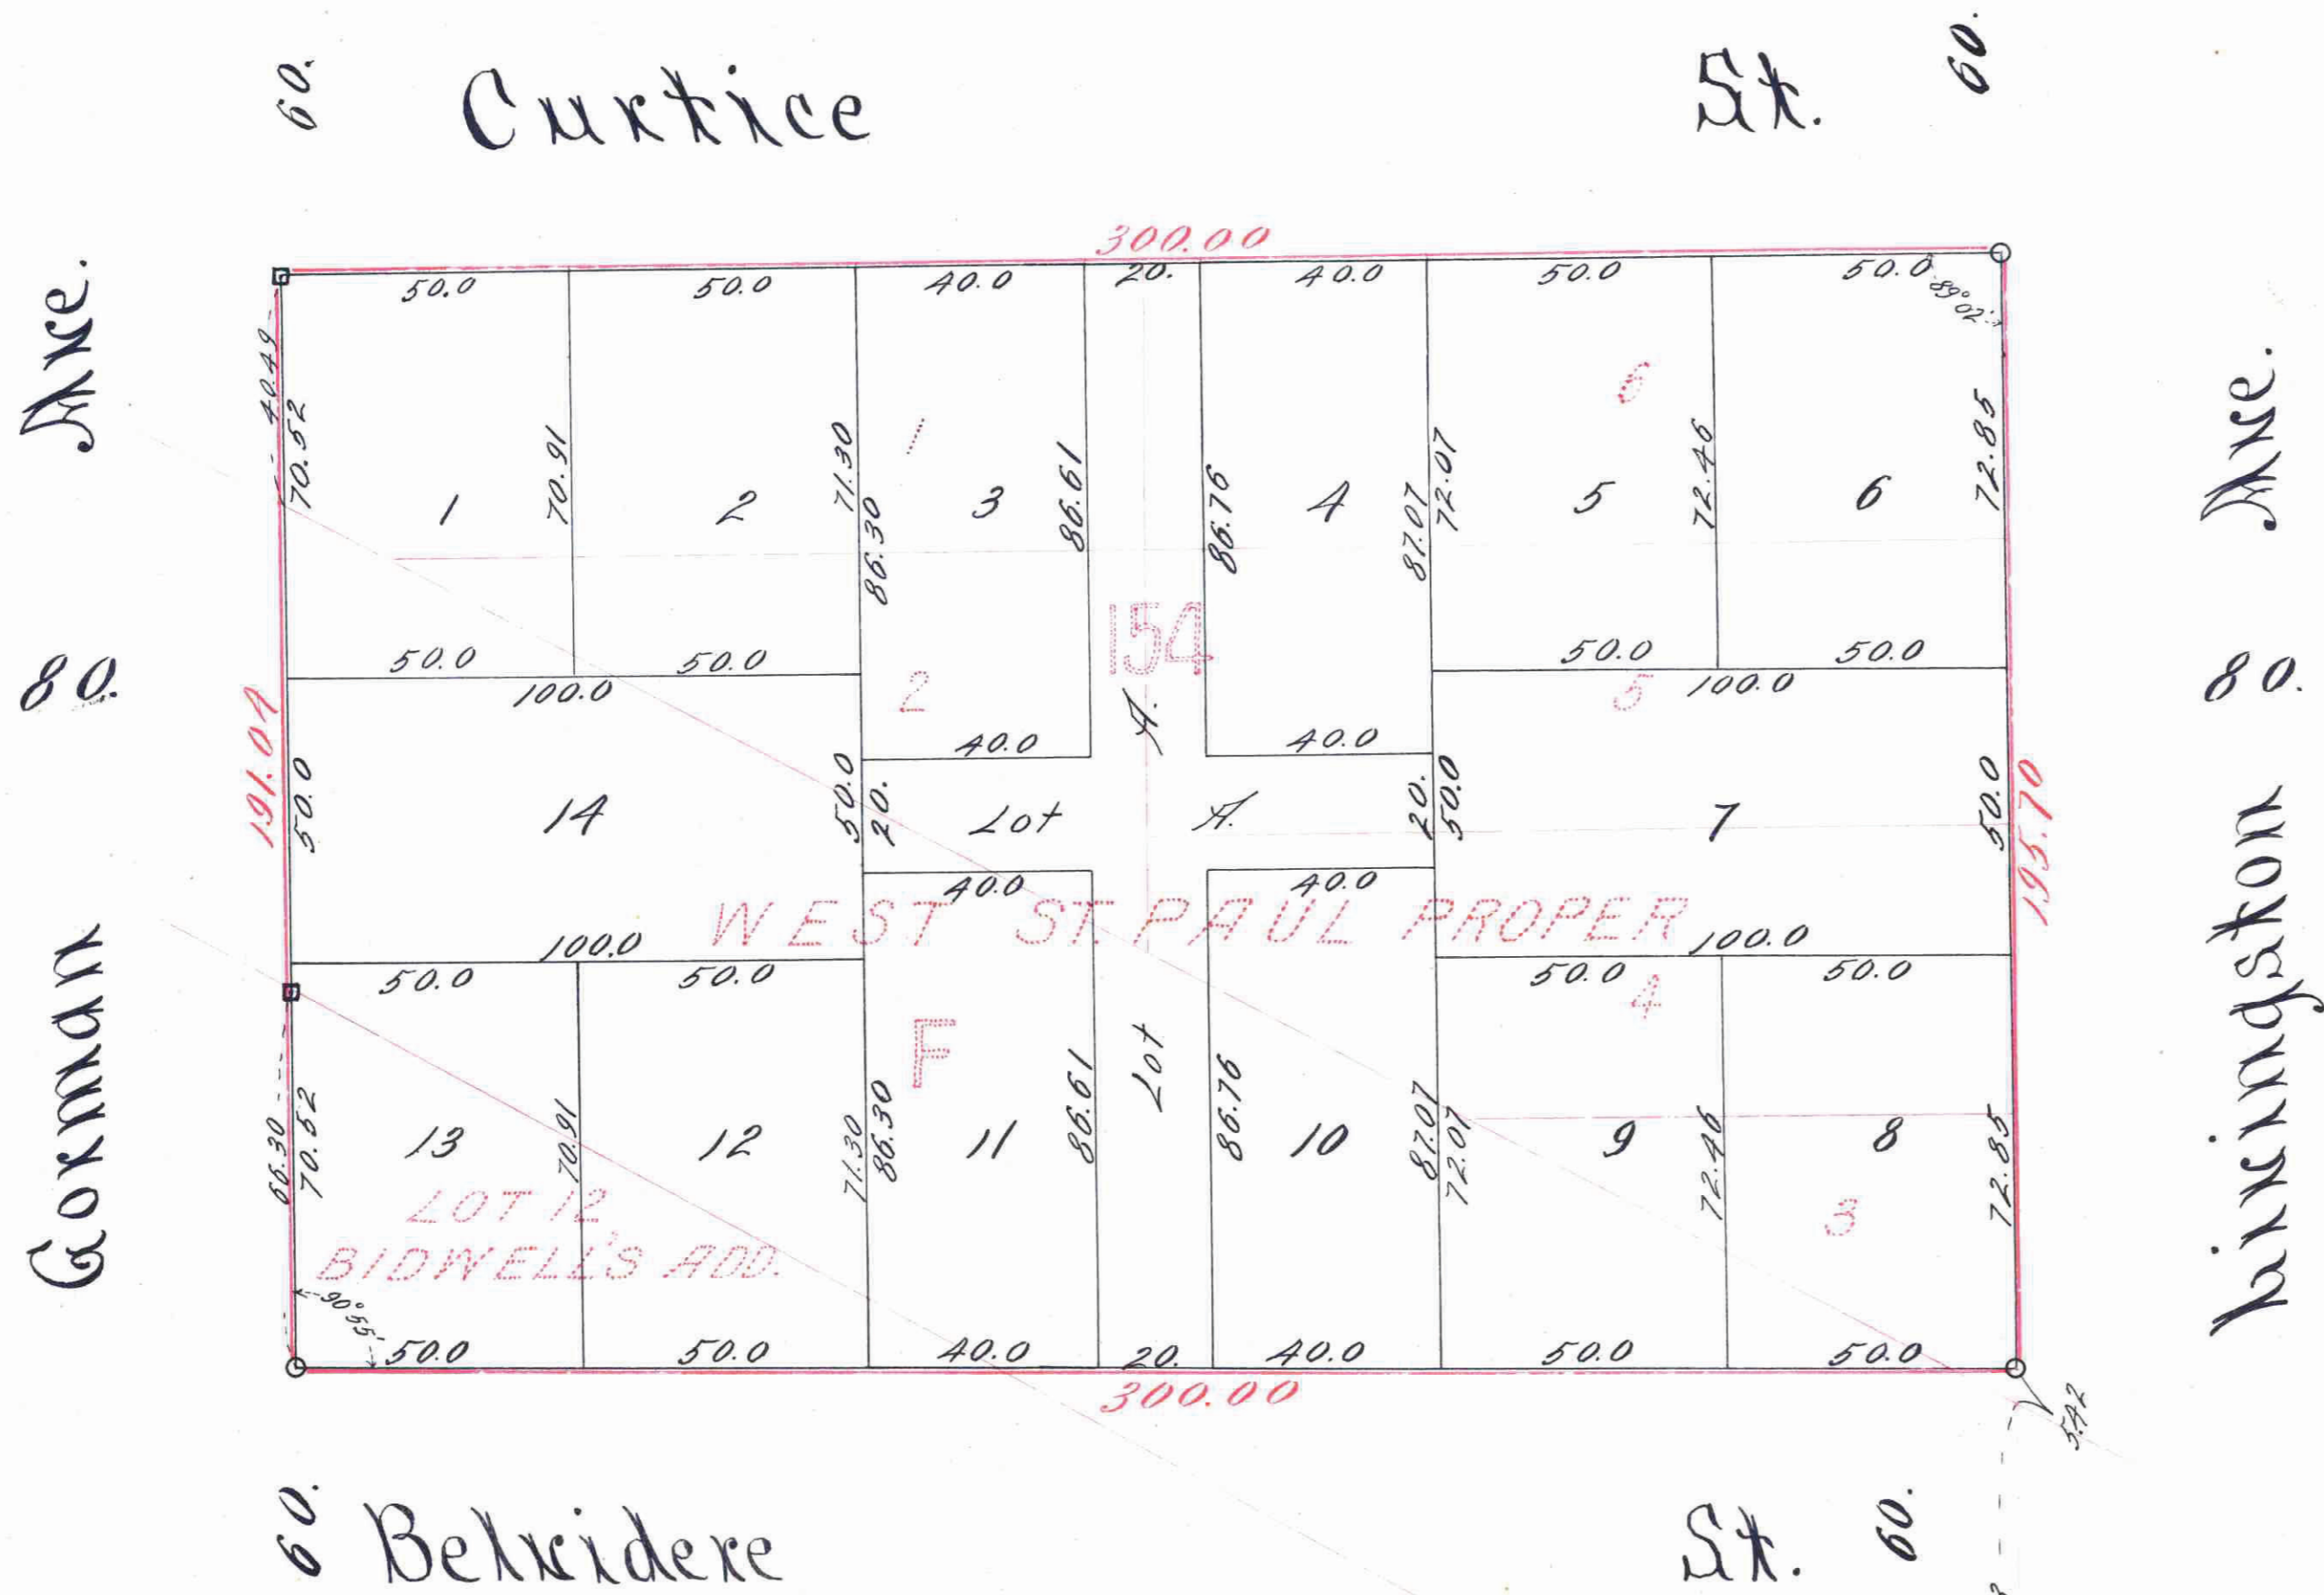 60. Curtice St. 60.
300.00
50.0 50.0 40.0 20. 40.0 50.0 50.0
89°02'
Gorman 80. Ave.
Livingston 80. Ave.
40.49
191.04
66.30
195.70
70.52
70.91
71.30
86.30
86.61
86.76
87.07
72.07
72.46
72.85
1
6
1 2 3 4 5 6
154
50.0 50.0 50.0 50.0
100.0 100.0
2
5
A.
40.0 40.0
50.0
50.0
20.
20.
50.0
50.0
14 Lot A. 7
40.0 40.0
WEST ST. PAUL PROPER
100.0 100.0
50.0 50.0 50.0 50.0
4
F
Lot
70.52
70.91
71.30
86.30
86.61
86.76
87.07
72.07
72.46
72.85
13 12 11 10 9 8
3
LOT 12
BIDWELL'S ADD.
90°55'
50.0 50.0 40.0 20. 40.0 50.0 50.0
300.00
5.42
60. Belvidere St. 60.